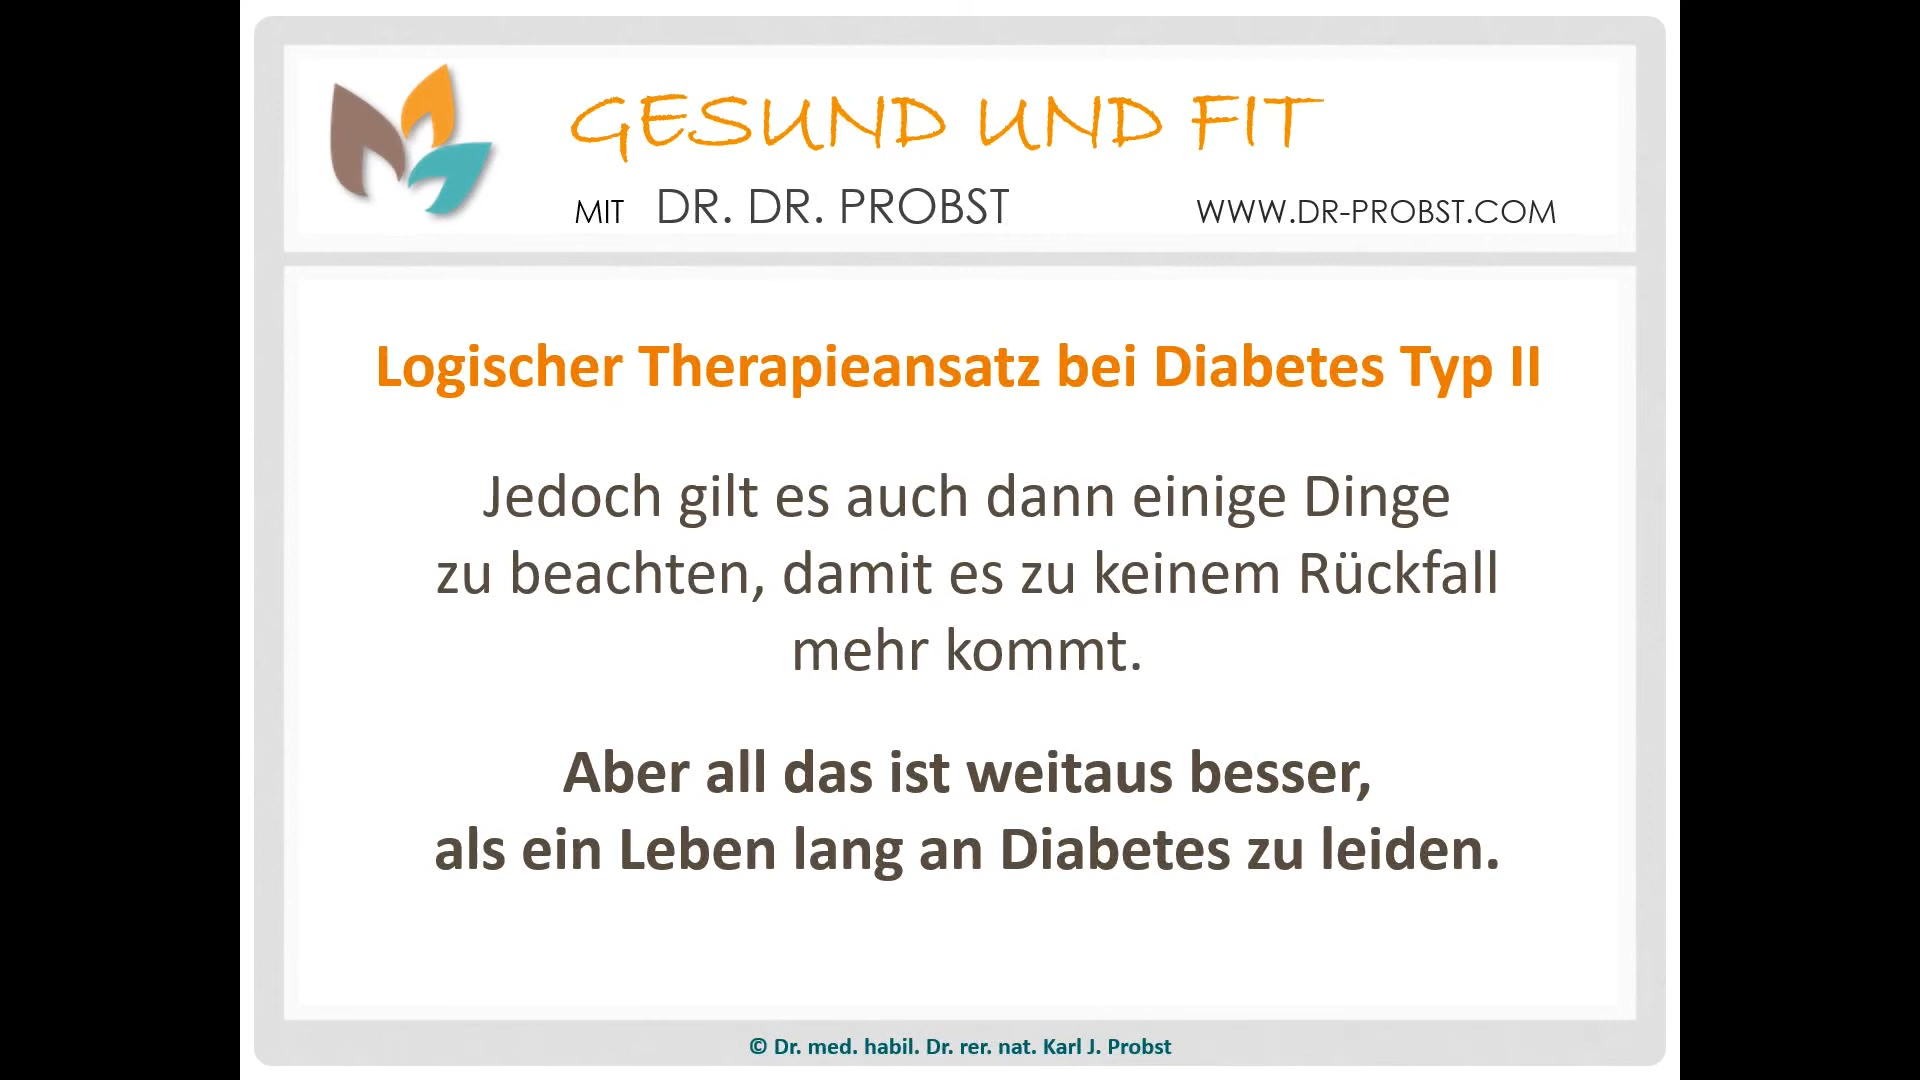 GESUND UND FIT
MIT DR. DR. PROBST WWW.DR-PROBST.COM
Logischer Therapieansatz bei Diabetes Typ II
Jedoch gilt es auch dann einige Dinge
zu beachten, damit es zu keinem Rückfall
mehr kommt.
Aber all das ist weitaus besser,
als ein Leben lang an Diabetes zu leiden.
© Dr. med. habil. Dr. rer. nat. Karl J. Probst